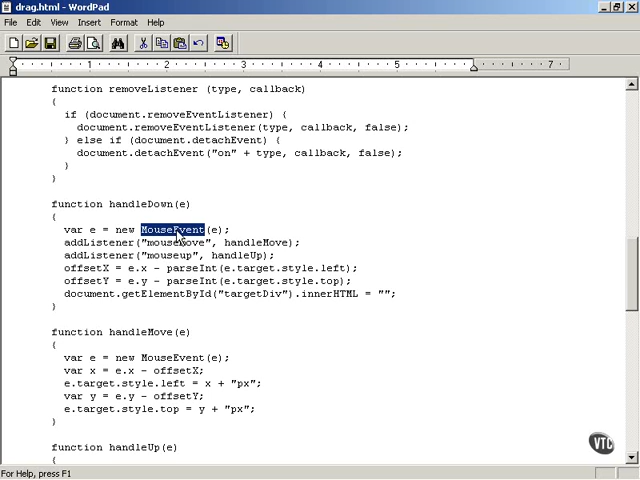 drag.html - WordPad
File Edit View Insert Format Help
1 2 3 4 5 7
function removeListener (type, callback)
{
if (document.removeEventListener) {
document.removeEventListener(type, callback, false);
} else if (document.detachEvent) {
document.detachEvent("on" + type, callback, false);
}
}
function handleDown(e)
{
var e = new MouseEvent(e);
addListener("mousemove", handleMove);
addListener("mouseup", handleUp);
offsetX = e.x - parseInt(e.target.style.left);
offsetY = e.y - parseInt(e.target.style.top);
document.getElementById("targetDiv").innerHTML = "";
}
function handleMove(e)
{
var e = new MouseEvent(e);
var x = e.x - offsetX;
e.target.style.left = x + "px";
var y = e.y - offsetY;
e.target.style.top = y + "px";
}
function handleUp(e)
{
VTC
For Help, press F1